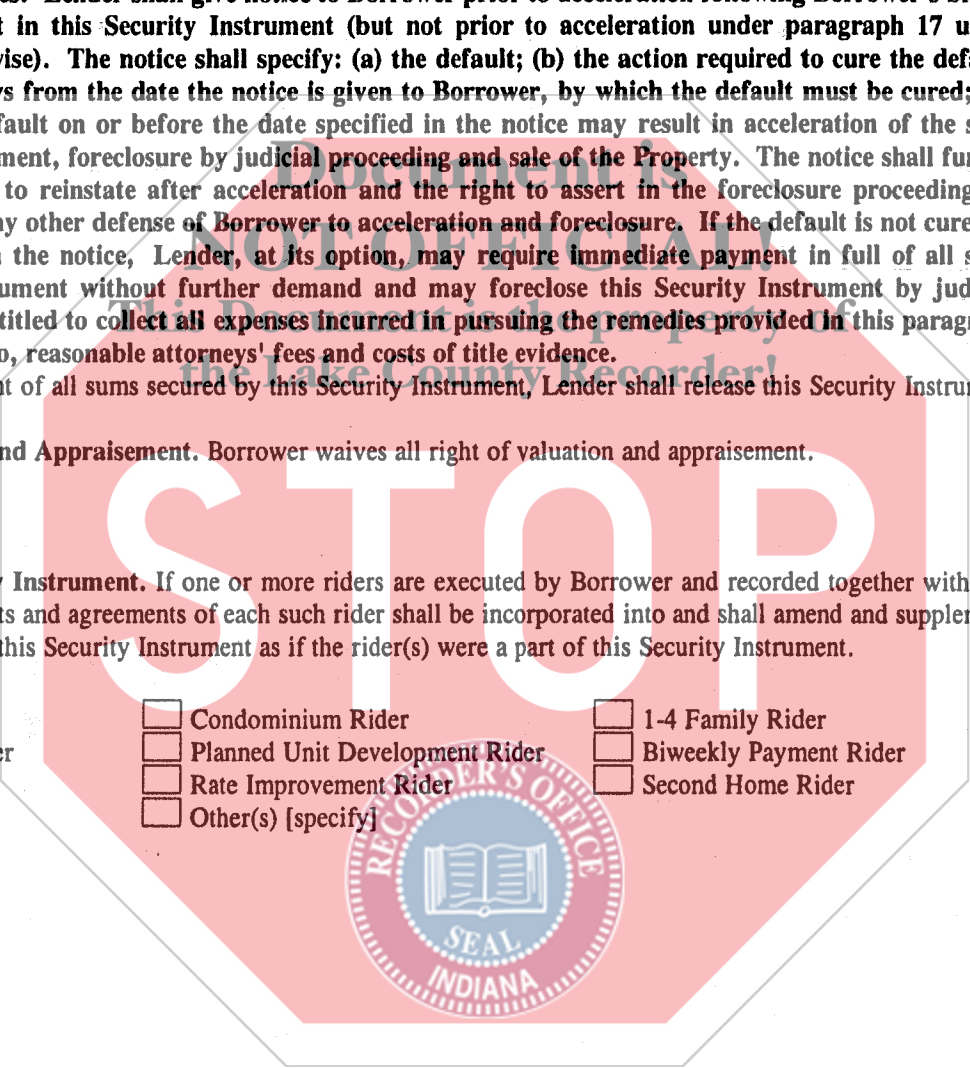 Lender shall give notice to Borrower prior to acceleration following Borrower's
t in this Security Instrument (but not prior to acceleration under paragraph 17 u
vise). The notice shall specify: (a) the default; (b) the action required to cure the def
ys from the date the notice is given to Borrower, by which the default must be cured;
fault on or before the date specified in the notice may result in acceleration of the s
ment, foreclosure by judicial proceeding and sale of the Property. The notice shall fur
Document is
to reinstate after acceleration and the right to assert in the foreclosure proceeding
ny other defense of Borrower to acceleration and foreclosure. If the default is not cure
NOT OFFICIAL!
the notice, Lender, at its option, may require immediate payment in full of all s
ument without further demand and may foreclose this Security Instrument by jud
This Document is the property of
titled to collect all expenses incurred in pursuing the remedies provided in this paragr
o, reasonable attorneys' fees and costs of title evidence.
the Lake County Recorder!
nt of all sums secured by this Security Instrument, Lender shall release this Security Instru
nd Appraisement. Borrower waives all right of valuation and appraisement.
STOP
y Instrument. If one or more riders are executed by Borrower and recorded together with
ts and agreements of each such rider shall be incorporated into and shall amend and supplem
this Security Instrument as if the rider(s) were a part of this Security Instrument.
Condominium Rider 1-4 Family Rider
er Planned Unit Development Rider Biweekly Payment Rider
Rate Improvement Rider Second Home Rider
Other(s) [specify]
RECORDER'S OFFICE
SEAL
INDIANA